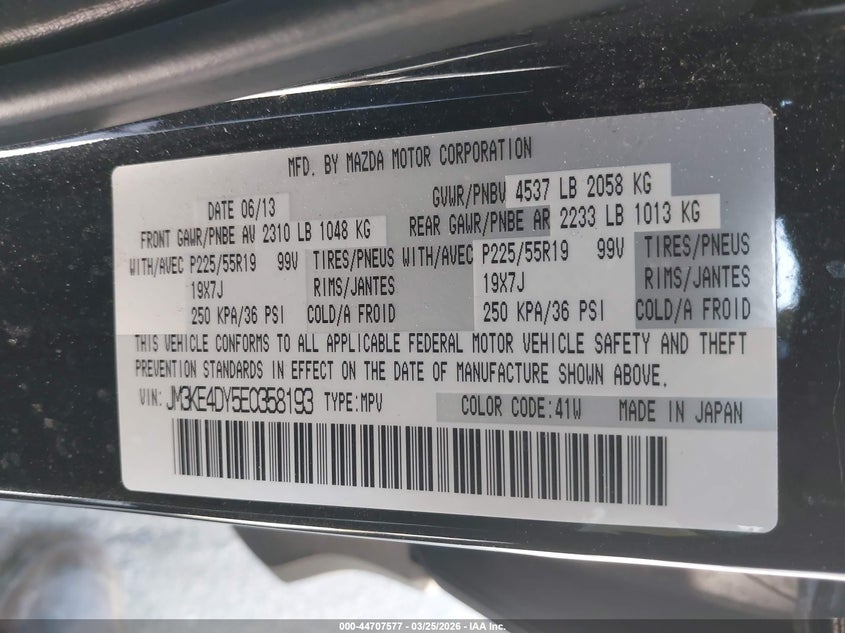 MFD. BY MAZDA MOTOR CORPORATION
DATE 06/13 GVWR/PNBV 4537 LB 2058 KG
FRONT GAWR/PNBE AV 2310 LB 1048 KG REAR GAWR/PNBE AR 2233 LB 1013 KG
WITH/AVEC P225/55R19 99V TIRES/PNEUS WITH/AVEC P225/55R19 99V TIRES/PNEUS
19X7J RIMS/JANTES 19X7J RIMS/JANTES
250 KPA/36 PSI COLD/A FROID 250 KPA/36 PSI COLD/A FROID
THIS VEHICLE CONFORMS TO ALL APPLICABLE FEDERAL MOTOR VEHICLE SAFETY AND THEFT
PREVENTION STANDARDS IN EFFECT ON THE DATE OF MANUFACTURE SHOWN ABOVE.
VIN: JM3KE4DY5E0358193 TYPE:MPV COLOR CODE:41W MADE IN JAPAN
000-44707577 - 03/25/2026 - IAA Inc.